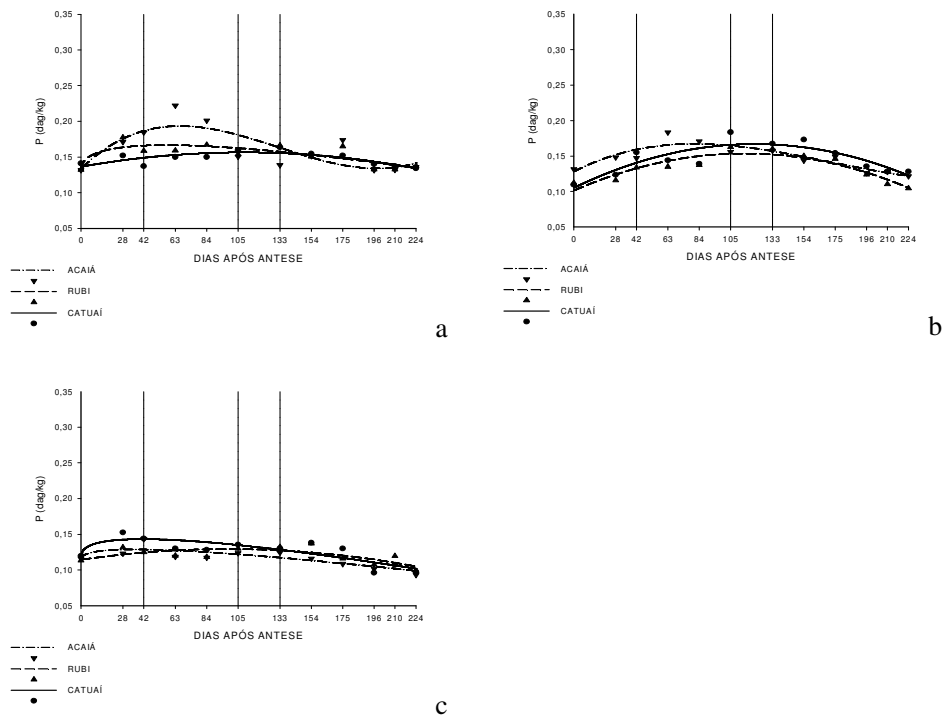 0,35
0,30
0,25
0,20
0,15
0,10
0,05
P (dag/kg)
0 28 42 63 84 105 133 154 175 196 210 224
DIAS APÓS ANTESE
ACAIÁ
RUBI
CATUAÍ
a
0,35
0,30
0,25
0,20
0,15
0,10
0,05
P (dag/kg)
0 28 42 63 84 105 133 154 175 196 210 224
DIAS APÓS ANTESE
ACAIÁ
RUBI
CATUAÍ
b
0,35
0,30
0,25
0,20
0,15
0,10
0,05
P (dag/kg)
0 28 42 63 84 105 133 154 175 196 210 224
DIAS APÓS ANTESE
ACAIÁ
RUBI
CATUAÍ
c